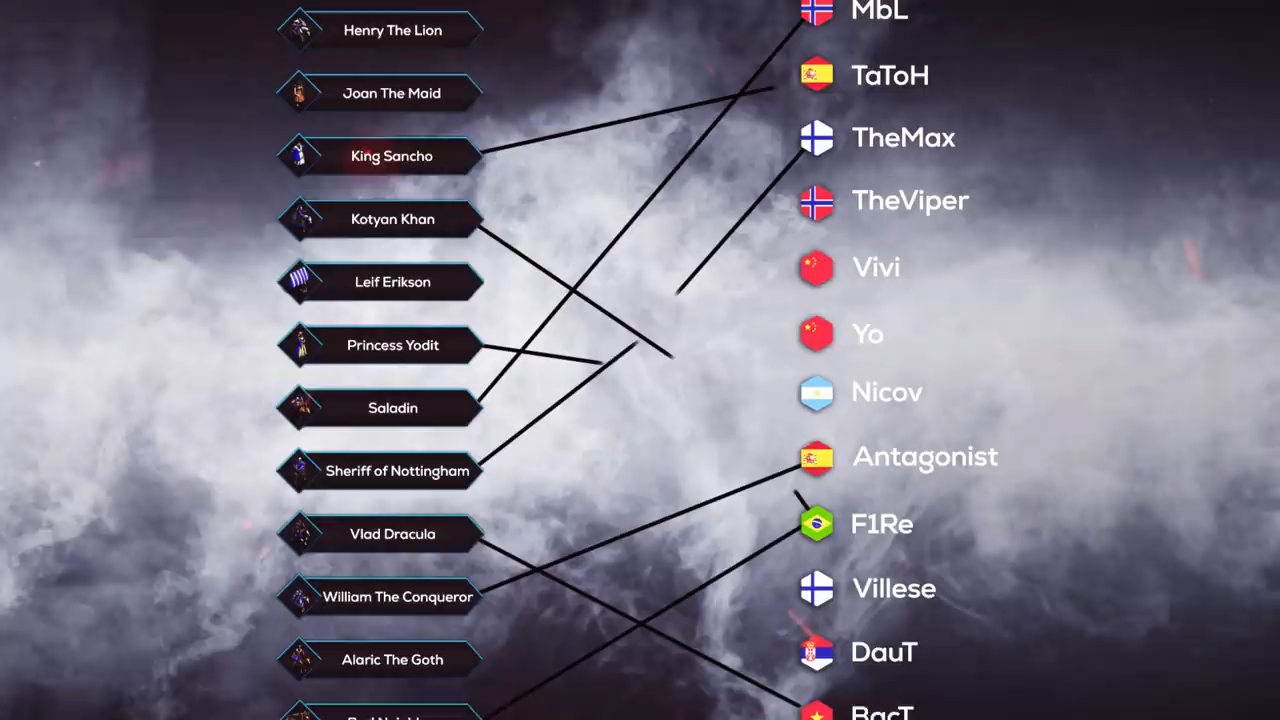 Henry The Lion
Joan The Maid
King Sancho
Kotyan Khan
Leif Erikson
Princess Yodit
Saladin
Sheriff of Nottingham
Vlad Dracula
William The Conqueror
Alaric The Goth
MbL
TaToH
TheMax
TheViper
Vivi
Yo
Nicov
Antagonist
F1Re
Villese
DauT
BacT